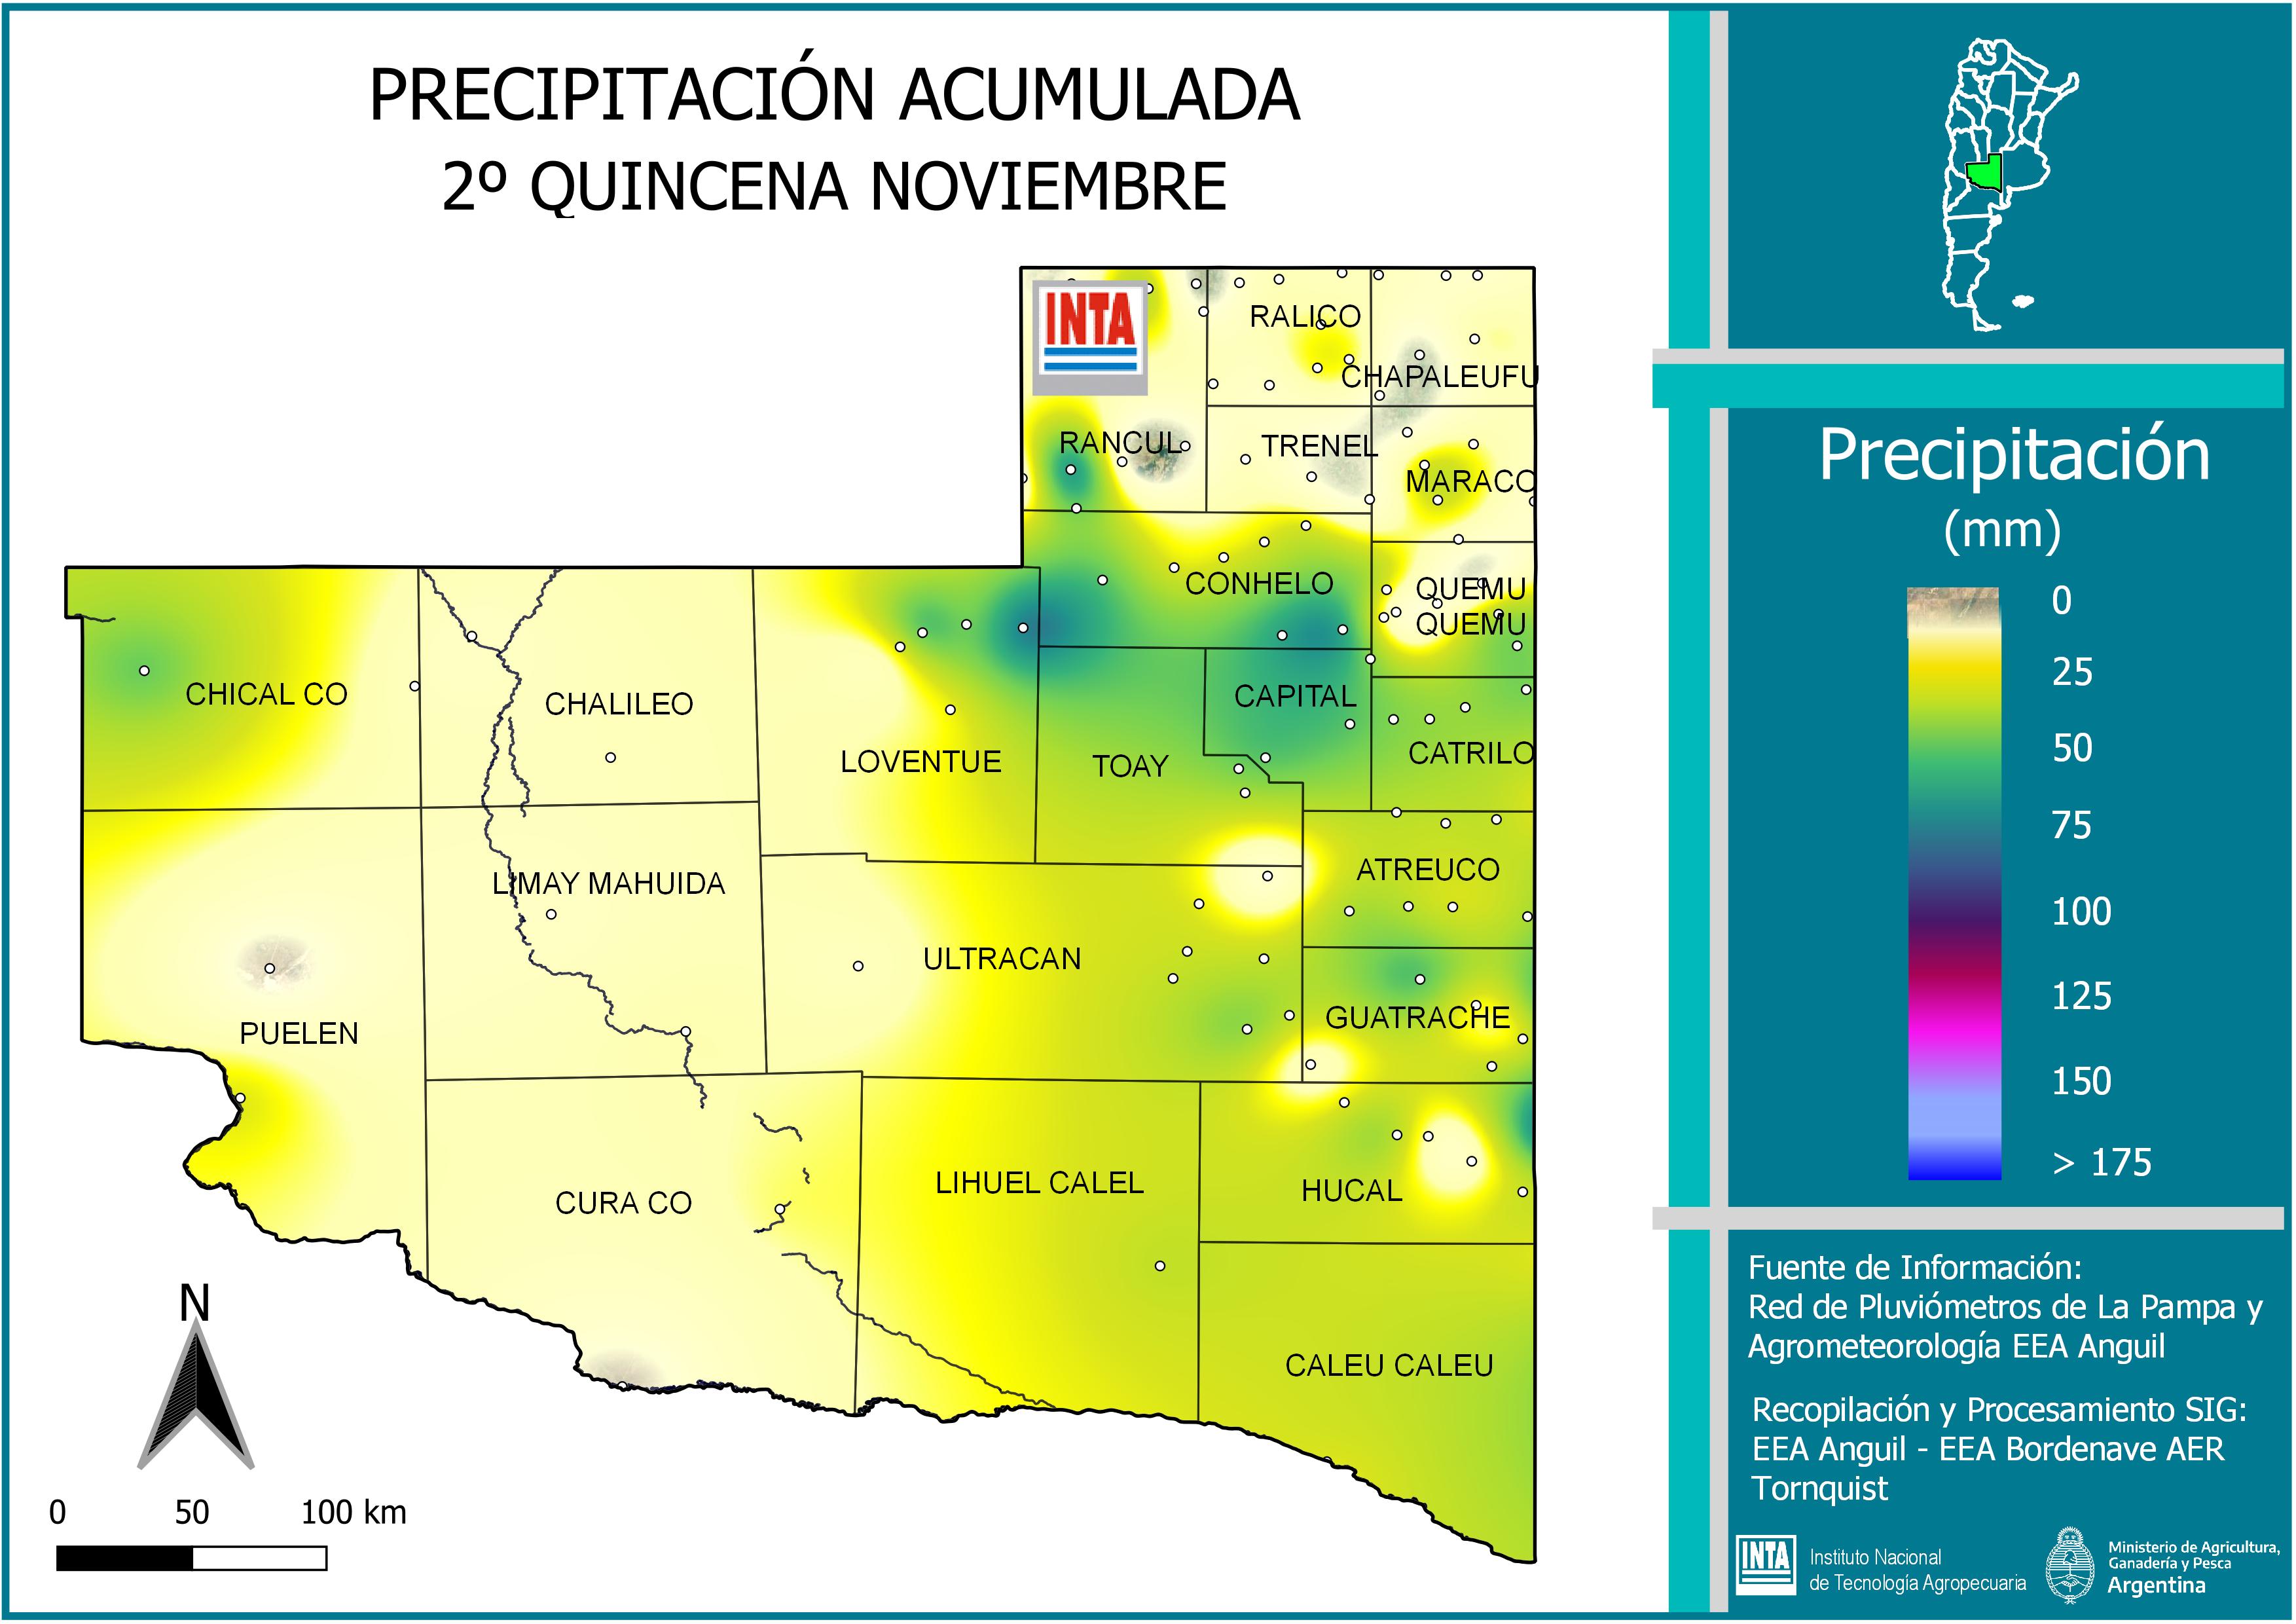 PRECIPITACIÓN ACUMULADA
2º QUINCENA NOVIEMBRE
INTA
RALICO
CHAPALEUFU
RANCUL
TRENEL
MARACO
CONHELO
QUEMU
QUEMU
CHICAL CO
CHALILEO
CAPITAL
LOVENTUE
TOAY
CATRILO
LIMAY MAHUIDA
ATREUCO
ULTRACAN
PUELEN
GUATRACHE
CURA CO
LIHUEL CALEL
HUCAL
CALEU CALEU
N
0 50 100 km
Precipitación
(mm)
0
25
50
75
100
125
150
> 175
Fuente de Información:
Red de Pluviómetros de La Pampa y
Agrometeorología EEA Anguil
Recopilación y Procesamiento SIG:
EEA Anguil - EEA Bordenave AER
Tornquist
INTA
Instituto Nacional
de Tecnología Agropecuaria
Ministerio de Agricultura,
Ganadería y Pesca
Argentina